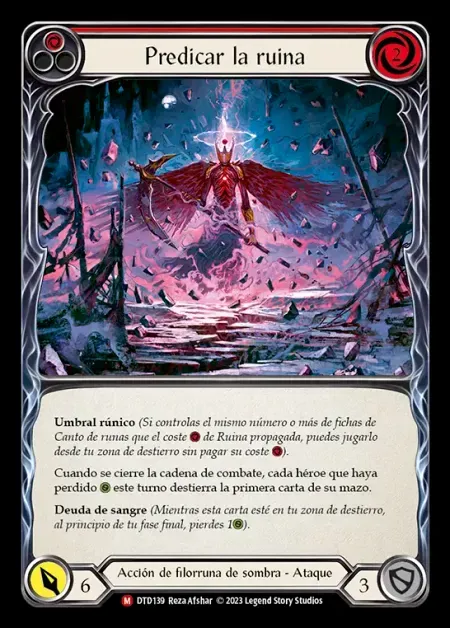 Predicar la ruina
2
Umbral rúnico (Si controlas el mismo número o más de fichas de
Canto de runas que el coste de Ruina propagada, puedes jugarlo
desde tu zona de destierro sin pagar su coste ).
Cuando se cierre la cadena de combate, cada héroe que haya
perdido este turno destierra la primera carta de su mazo.
Deuda de sangre (Mientras esta carta esté en tu zona de destierro,
al principio de tu fase final, pierdes 1).
6
Acción de filorruna de sombra - Ataque
3
M DTD139 Reza Afshar © 2023 Legend Story Studios